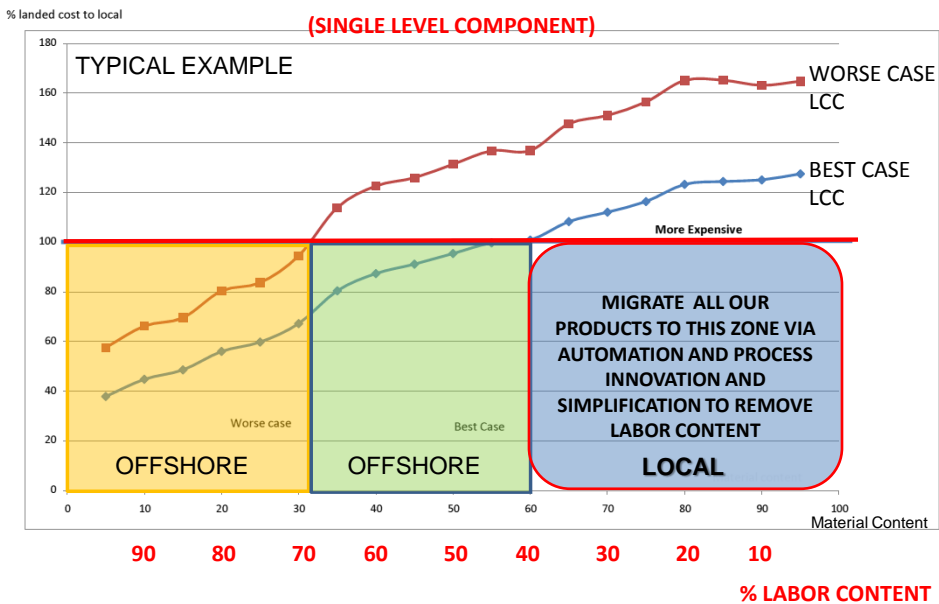 % landed cost to local
(SINGLE LEVEL COMPONENT)
180
TYPICAL EXAMPLE
WORSE CASE
LCC
160
140
120
BEST CASE
LCC
100
More Expensive
80
60
40
20
0
MIGRATE ALL OUR
PRODUCTS TO THIS ZONE VIA
AUTOMATION AND PROCESS
INNOVATION AND
SIMPLIFICATION TO REMOVE
LABOR CONTENT
Worse case
Best Case
OFFSHORE
OFFSHORE
LOCAL
0 10 20 30 40 50 60 70 80 90 100
Material Content
90 80 70 60 50 40 30 20 10
% LABOR CONTENT